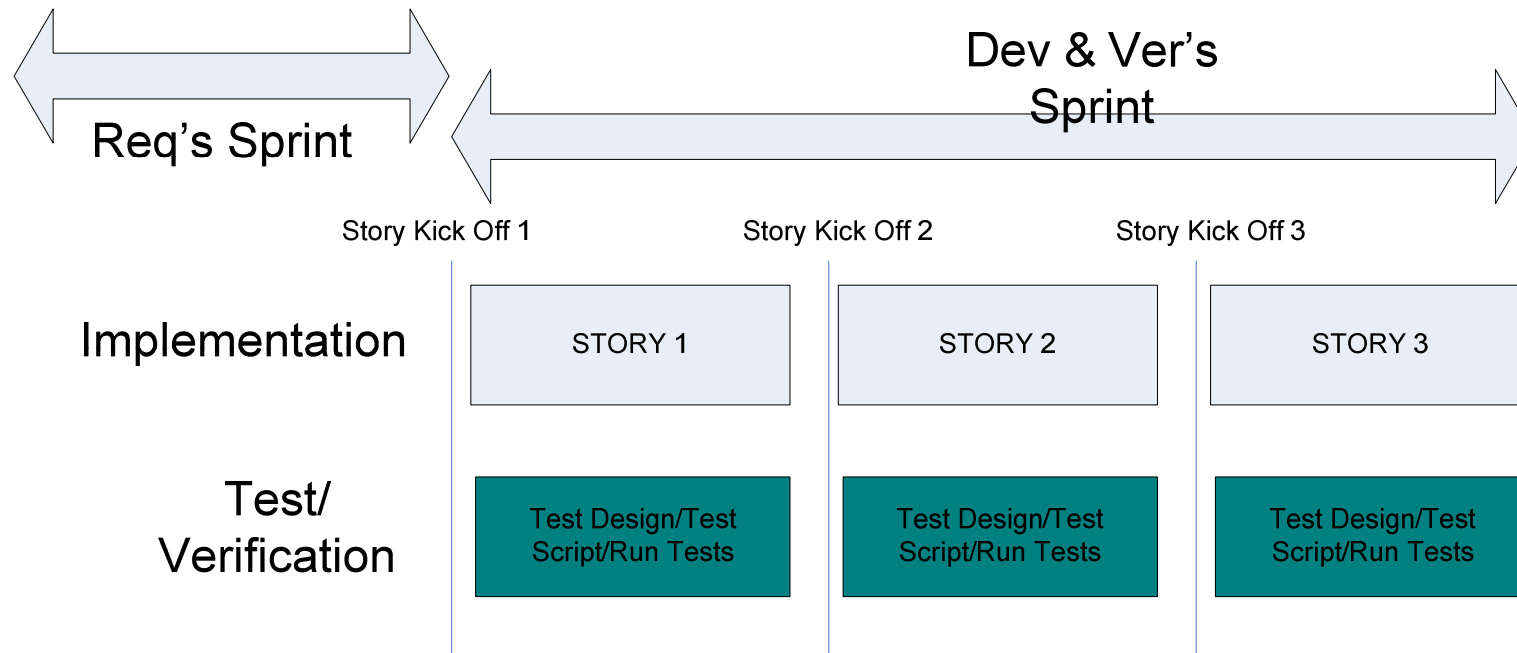 Dev & Ver’s
Sprint
Req’s Sprint
Story Kick Off 1
Story Kick Off 2
Story Kick Off 3
Implementation
STORY 1
STORY 2
STORY 3
Test/
Verification
Test Design/Test
Script/Run Tests
Test Design/Test
Script/Run Tests
Test Design/Test
Script/Run Tests